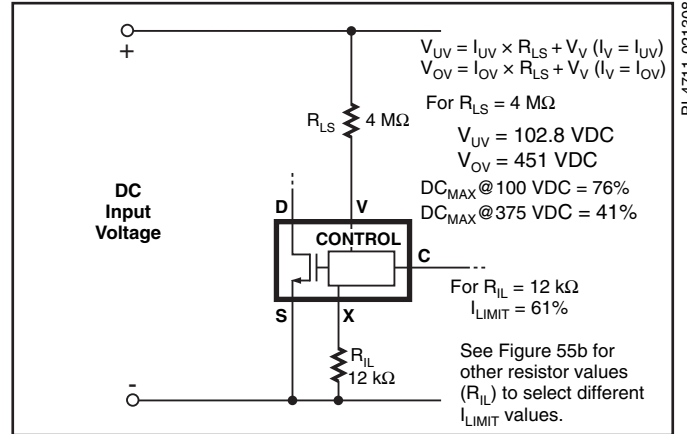 +
DC
Input
Voltage
-
R_LS 4 MΩ
V_UV = I_UV × R_LS + V_V (I_V = I_UV)
V_OV = I_OV × R_LS + V_V (I_V = I_OV)
For R_LS = 4 MΩ
V_UV = 102.8 VDC
V_OV = 451 VDC
DC_MAX@100 VDC = 76%
DC_MAX@375 VDC = 41%
D
V
CONTROL
C
S
X
For R_IL = 12 kΩ
I_LIMIT = 61%
R_IL
12 kΩ
See Figure 55b for
other resistor values
(R_IL) to select different
I_LIMIT values.